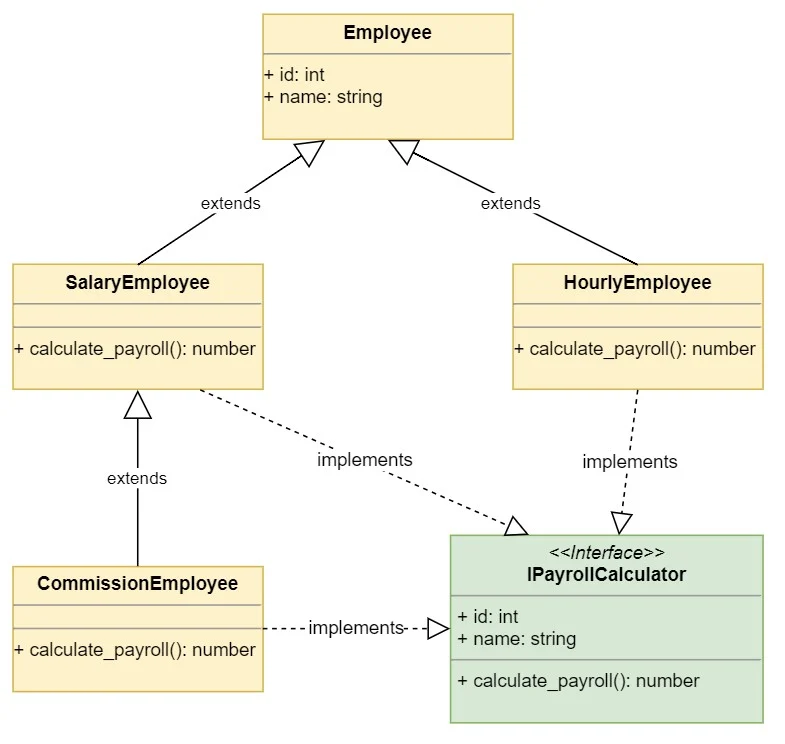 Employee
+ id: int
+ name: string
extends
extends
SalaryEmployee
+ calculate_payroll(): number
HourlyEmployee
+ calculate_payroll(): number
implements
implements
extends
CommissionEmployee
+ calculate_payroll(): number
implements
<<Interface>>
IPayrollCalculator
+ id: int
+ name: string
+ calculate_payroll(): number